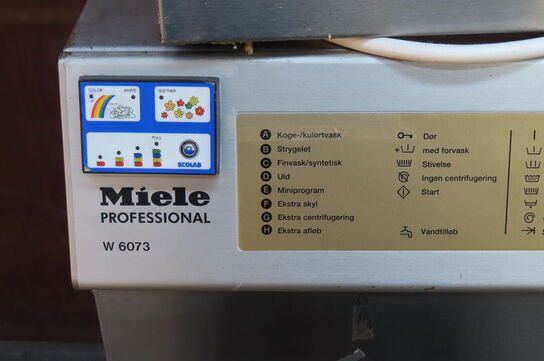 COLOR WHITE
SOFTNER
FULL
ECOLAB
Miele
PROFESSIONAL
W 6073
A Koge-/kulørtvask
B Strygelet
C Finvask/syntetisk
D Uld
E Miniprogram
F Ekstra skyl
G Ekstra centrifugering
H Ekstra afløb
Dør
med forvask
Stivelse
Ingen centrifugering
Start
Vandtilløb